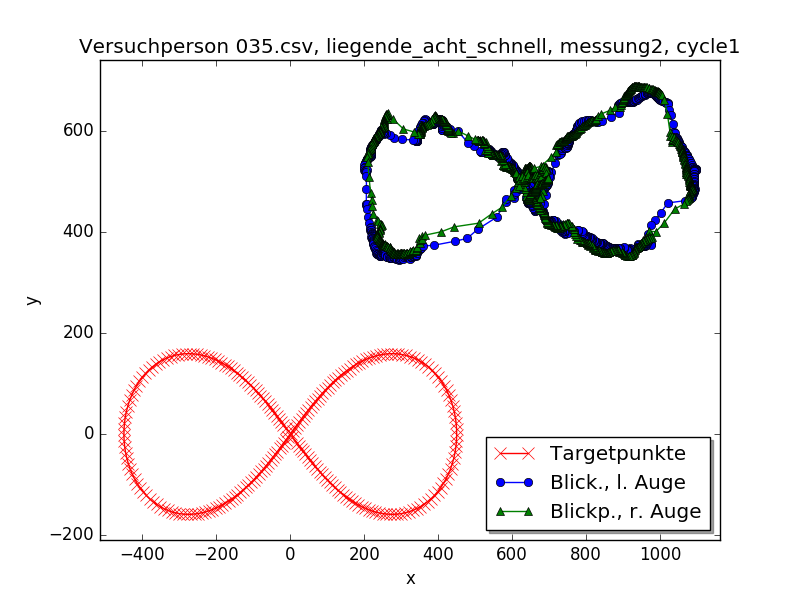 Versuchperson 035.csv, liegende_acht_schnell, messung2, cycle1
y
600
400
200
0
−200
−400
−200
0
200
400
600
800
1000
x
Targetpunkte
Blick., l. Auge
Blickp., r. Auge